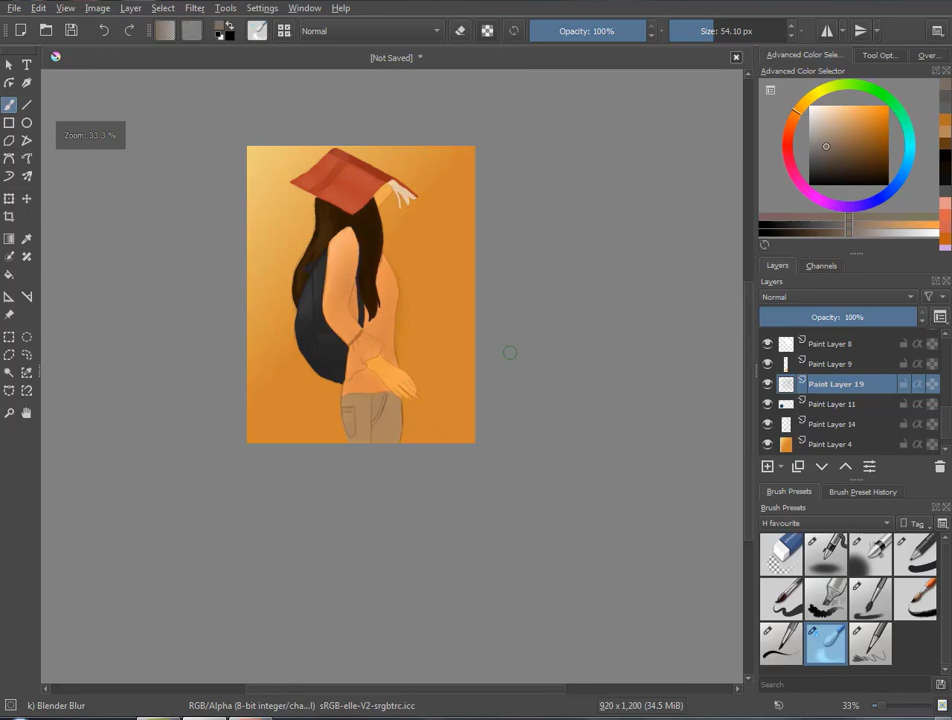 File Edit View Image Layer Select Filter Tools Settings Window Help
Normal
Opacity: 100%
Size: 54.10 px
[Not Saved] *
Advanced Color Sele...
Tool Opt...
Over...
Advanced Color Selector
Zoom: 33,3 %
Layers
Channels
Layers
Normal
Opacity: 100%
Paint Layer 8
Paint Layer 9
Paint Layer 19
Paint Layer 11
Paint Layer 14
Paint Layer 4
Brush Presets
Brush Preset History
Brush Presets
H favourite
Tag
Search
k) Blender Blur
RGB/Alpha (8-bit integer/cha...l) sRGB-elle-V2-srgbtrc.icc
920 x 1,200 (34.5 MiB)
33%